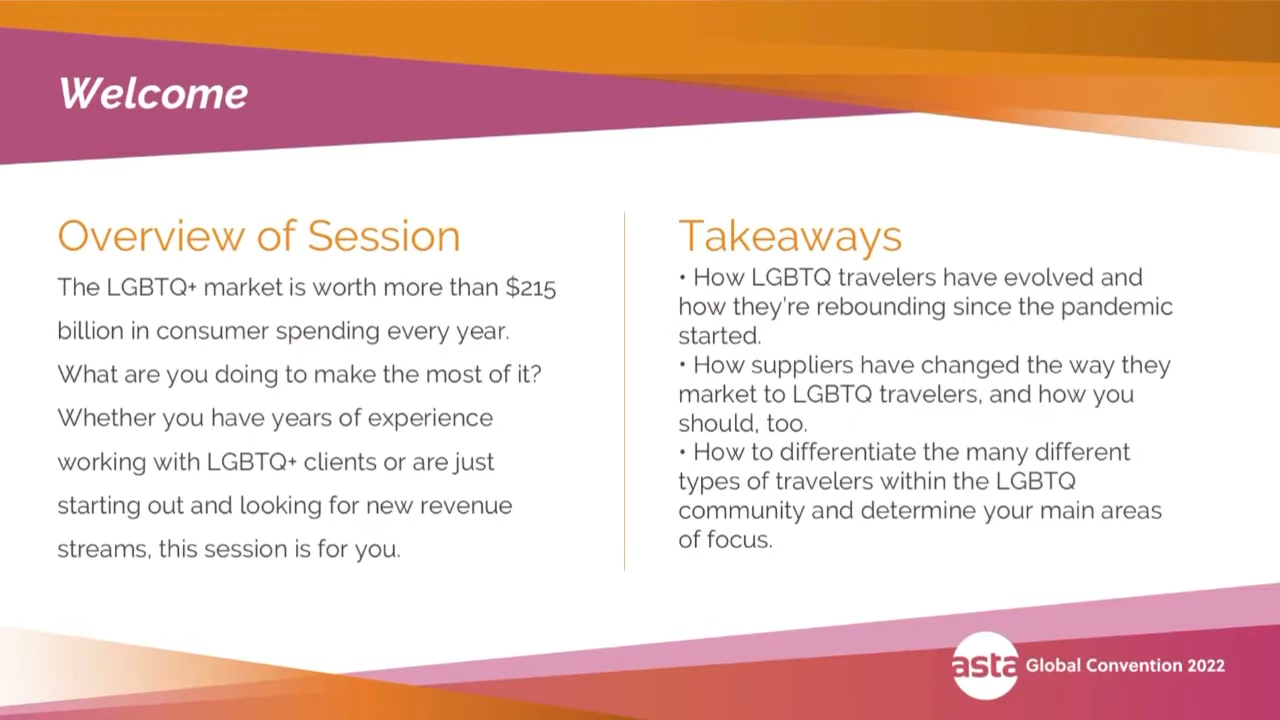 Welcome
Overview of Session
The LGBTQ+ market is worth more than $215
billion in consumer spending every year.
What are you doing to make the most of it?
Whether you have years of experience
working with LGBTQ+ clients or are just
starting out and looking for new revenue
streams, this session is for you.
Takeaways
• How LGBTQ travelers have evolved and
how they're rebounding since the pandemic
started.
• How suppliers have changed the way they
market to LGBTQ travelers, and how you
should, too.
• How to differentiate the many different
types of travelers within the LGBTQ
community and determine your main areas
of focus.
asta Global Convention 2022